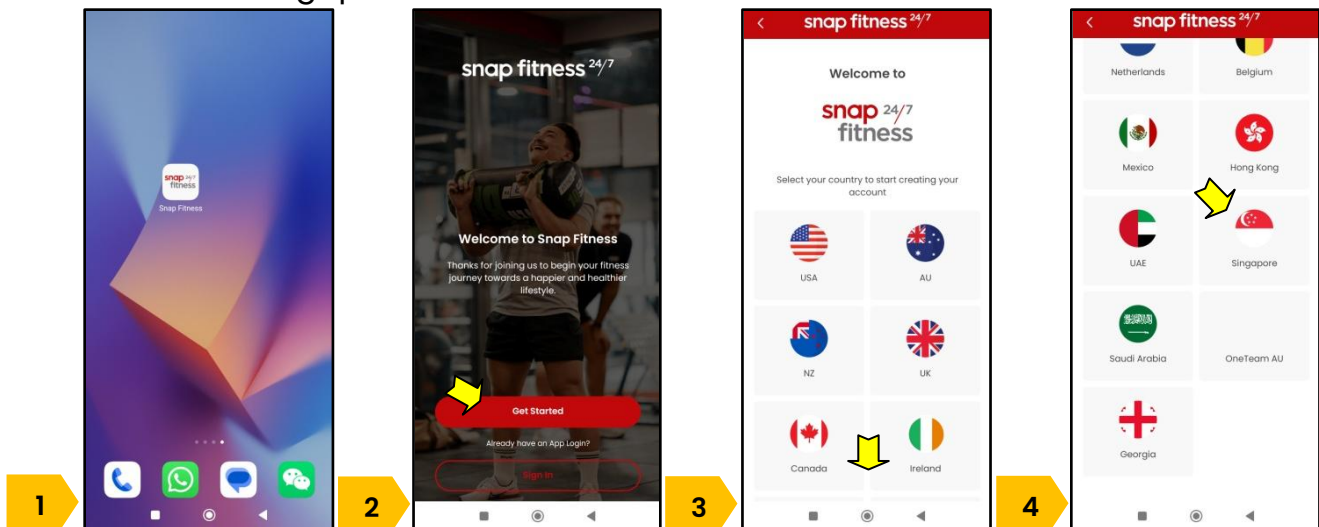 snap 24/7
fitness
Snap Fitness
1
snap fitness 24/7
Welcome to Snap Fitness
Thanks for joining us to begin your fitness
journey towards a happier and healthier
lifestyle.
Get Started
Already have an App Login?
Sign In
2
snap fitness 24/7
Welcome to
snap 24/7
fitness
Select your country to start creating your
account
USA
AU
NZ
UK
Canada
Ireland
3
snap fitness 24/7
Netherlands
Belgium
Mexico
Hong Kong
UAE
Singapore
Saudi Arabia
OneTeam AU
Georgia
4